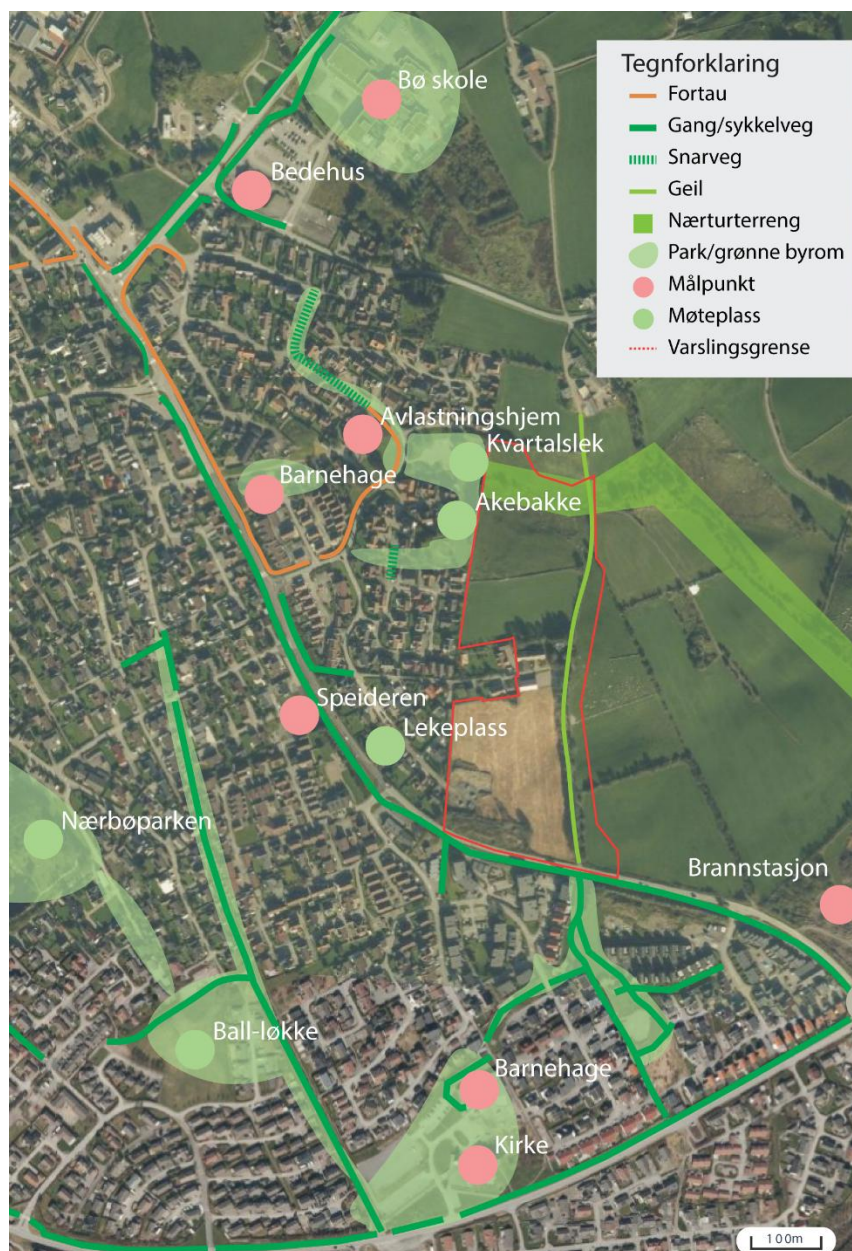 Bø skole
Tegnforklaring
Fortau
Gang/sykkelveg
Snarveg
Geil
Nærturterreng
Park/grønne byrom
Målpunkt
Møteplass
Varslingsgrense
Bedehus
Avlastningshjem
Kvartalslek
Barnehage
Akebakke
Speideren
Lekeplass
Nærbøparken
Brannstasjon
Ball-løkke
Barnehage
Kirke
100m